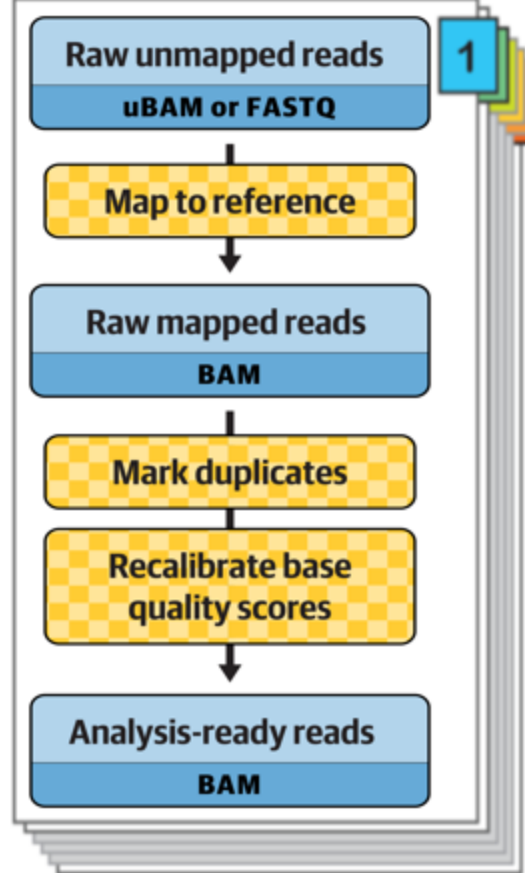 Raw unmapped reads
1
uBAM or FASTQ
Map to reference
Raw mapped reads
BAM
Mark duplicates
Recalibrate base
quality scores
Analysis-ready reads
BAM